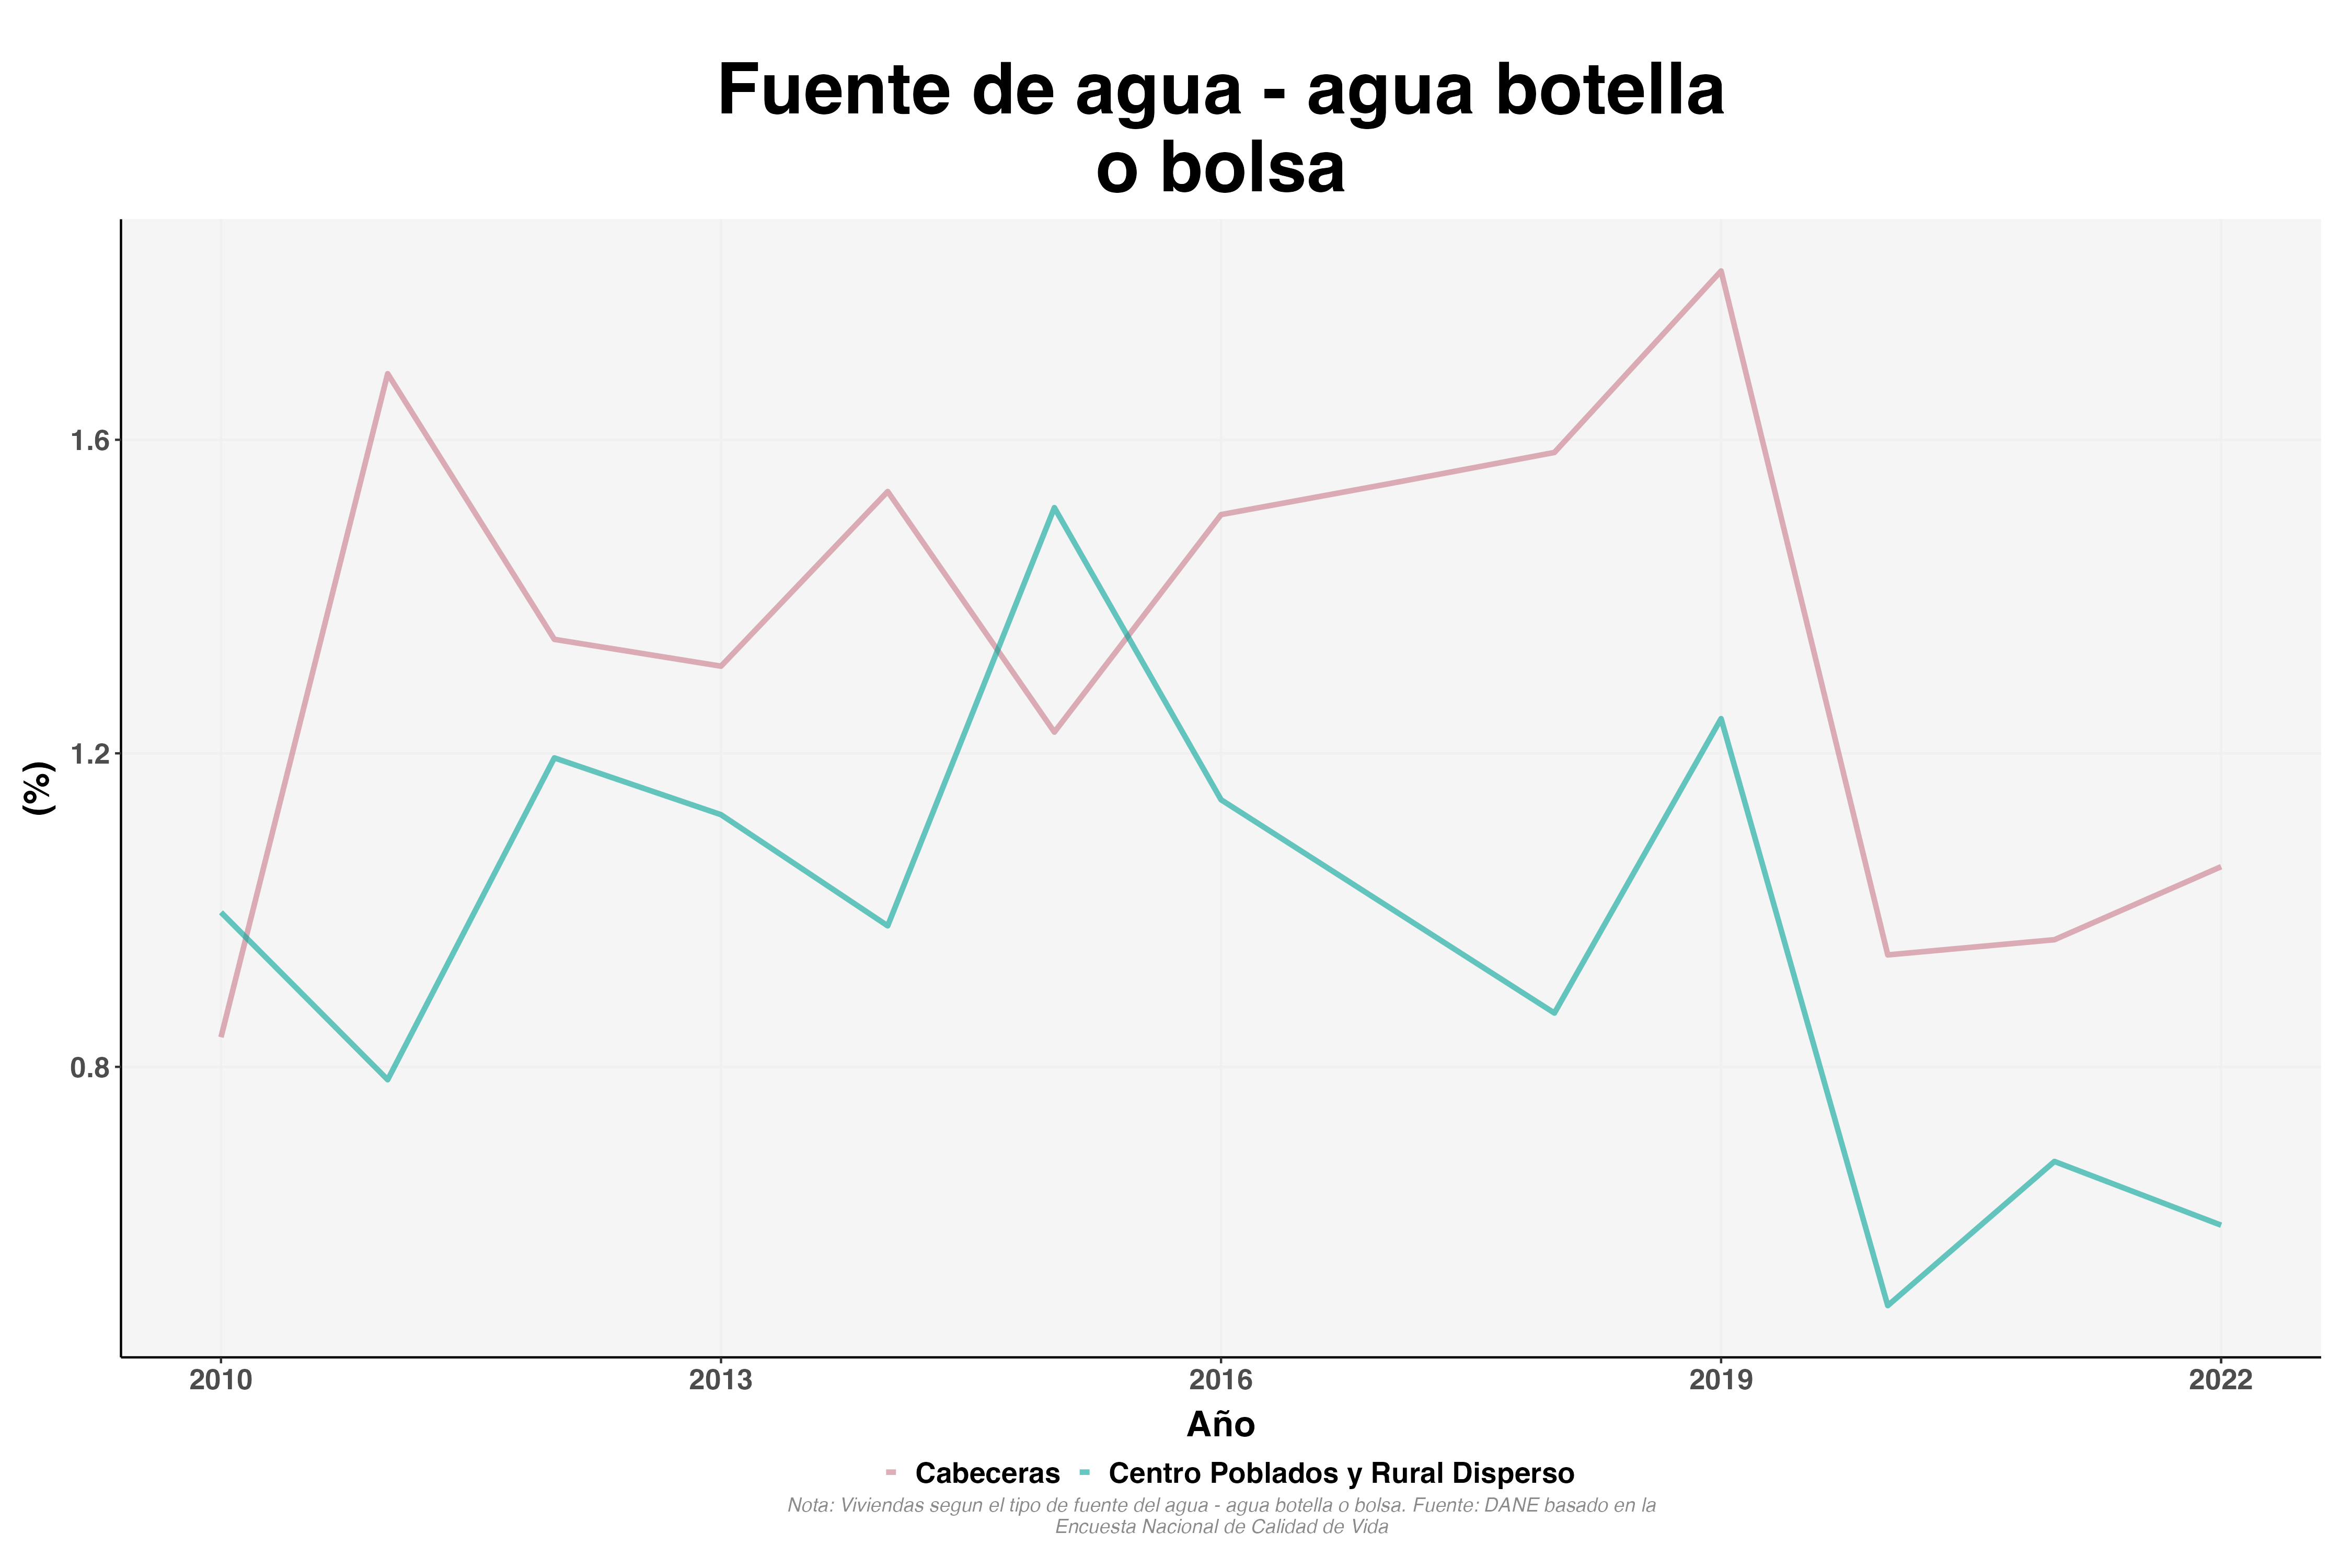 Fuente de agua - agua botella
o bolsa
(%)
1.6
1.2
0.8
2010 2013 2016 2019 2022
Año
Cabeceras Centro Poblados y Rural Disperso
Nota: Viviendas segun el tipo de fuente del agua - agua botella o bolsa. Fuente: DANE basado en la
Encuesta Nacional de Calidad de Vida